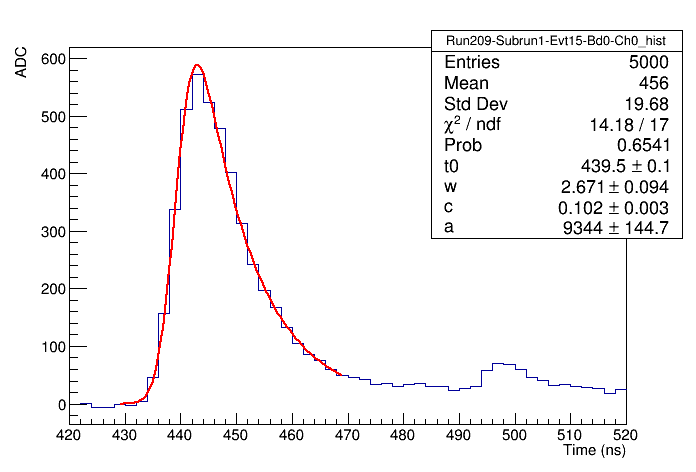 Run209-Subrun1-Evt15-Bd0-Ch0_hist
Entries 5000
Mean 456
Std Dev 19.68
χ² / ndf 14.18 / 17
Prob 0.6541
t0 439.5 ± 0.1
w 2.671 ± 0.094
c 0.102 ± 0.003
a 9344 ± 144.7
ADC
600
500
400
300
200
100
0
420 430 440 450 460 470 480 490 500 510 520
Time (ns)